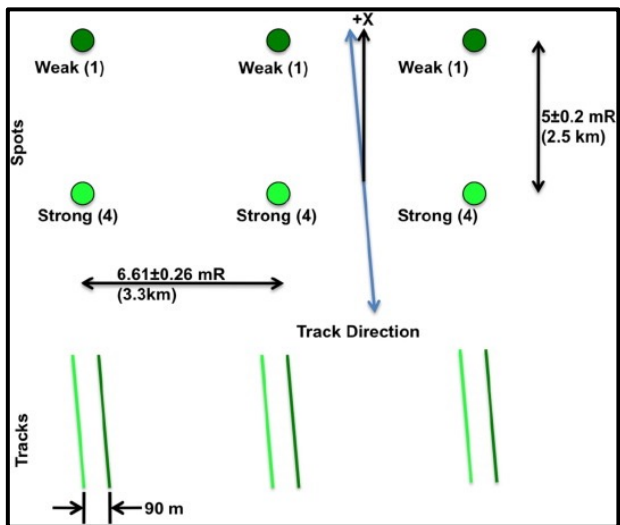 +X
Weak (1)
Weak (1)
Weak (1)
5±0.2 mR
(2.5 km)
Spots
Strong (4)
Strong (4)
Strong (4)
6.61±0.26 mR
(3.3km)
Track Direction
Tracks
90 m